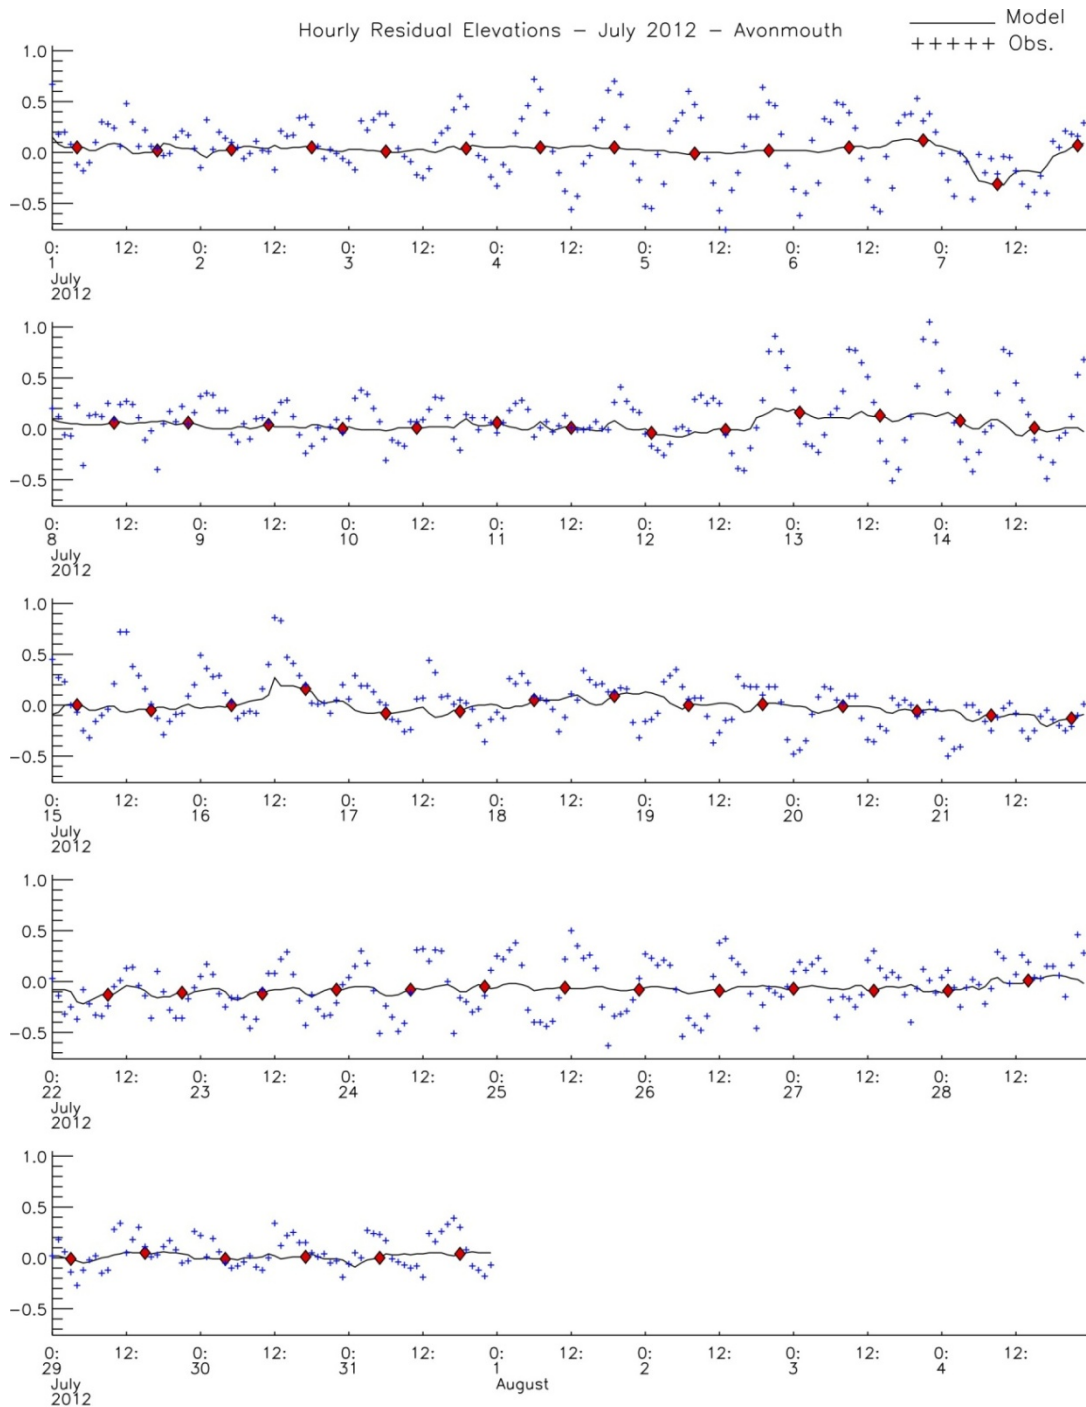 Hourly Residual Elevations − July 2012 − Avonmouth
Model
+++++ Obs.
1.0
0.5
0.0
−0.5
0: 12: 0: 12: 0: 12: 0: 12: 0: 12: 0: 12: 0: 12:
1 2 3 4 5 6 7
July
2012
1.0
0.5
0.0
−0.5
0: 12: 0: 12: 0: 12: 0: 12: 0: 12: 0: 12: 0: 12:
8 9 10 11 12 13 14
July
2012
1.0
0.5
0.0
−0.5
0: 12: 0: 12: 0: 12: 0: 12: 0: 12: 0: 12: 0: 12:
15 16 17 18 19 20 21
July
2012
1.0
0.5
0.0
−0.5
0: 12: 0: 12: 0: 12: 0: 12: 0: 12: 0: 12: 0: 12:
22 23 24 25 26 27 28
July
2012
1.0
0.5
0.0
−0.5
0: 12: 0: 12: 0: 12: 0: 12: 0: 12: 0: 12: 0: 12:
29 30 31 1 2 3 4
July August
2012